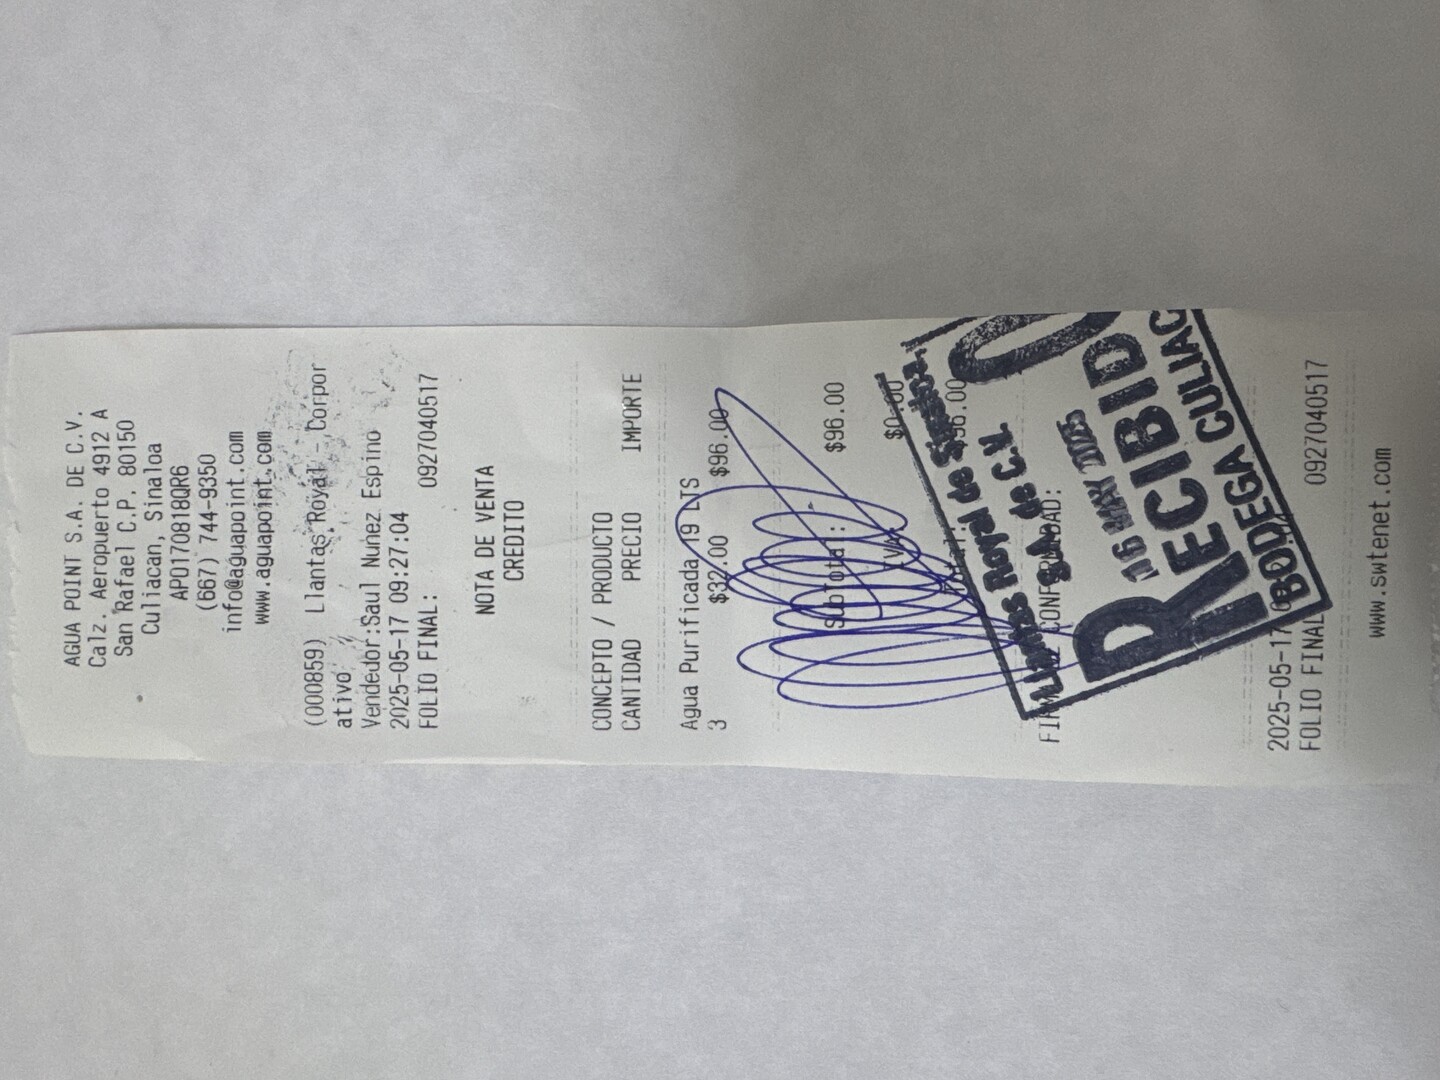 AGUA POINT S.A. DE C.V.
Calz. Aeropuerto 4912 A
San Rafael C.P. 80150
Culiacan, Sinaloa
APO170818QR6
(667) 744-9350
info@aguapoint.com
www.aguapoint.com
(000859) Llantas Royal - Corpor
ativo
Vendedor:Saul Nunez Espino
2025-05-17 09:27:04
FOLIO FINAL: 0927040517
NOTA DE VENTA
CREDITO
CONCEPTO / PRODUCTO
CANTIDAD PRECIO IMPORTE
Agua Purificada 19 LTS
3 $32.00 $96.00
SubTotal: $96.00
IVA: $0.00
Total: $96.00
Llantas Royal de Sinaloa,
S.A. de C.V.
16 MAY 2025
RECIBIDO
BODEGA CULIAC
2025-05-17
FOLIO FINAL 0927040517
www.swtenet.com